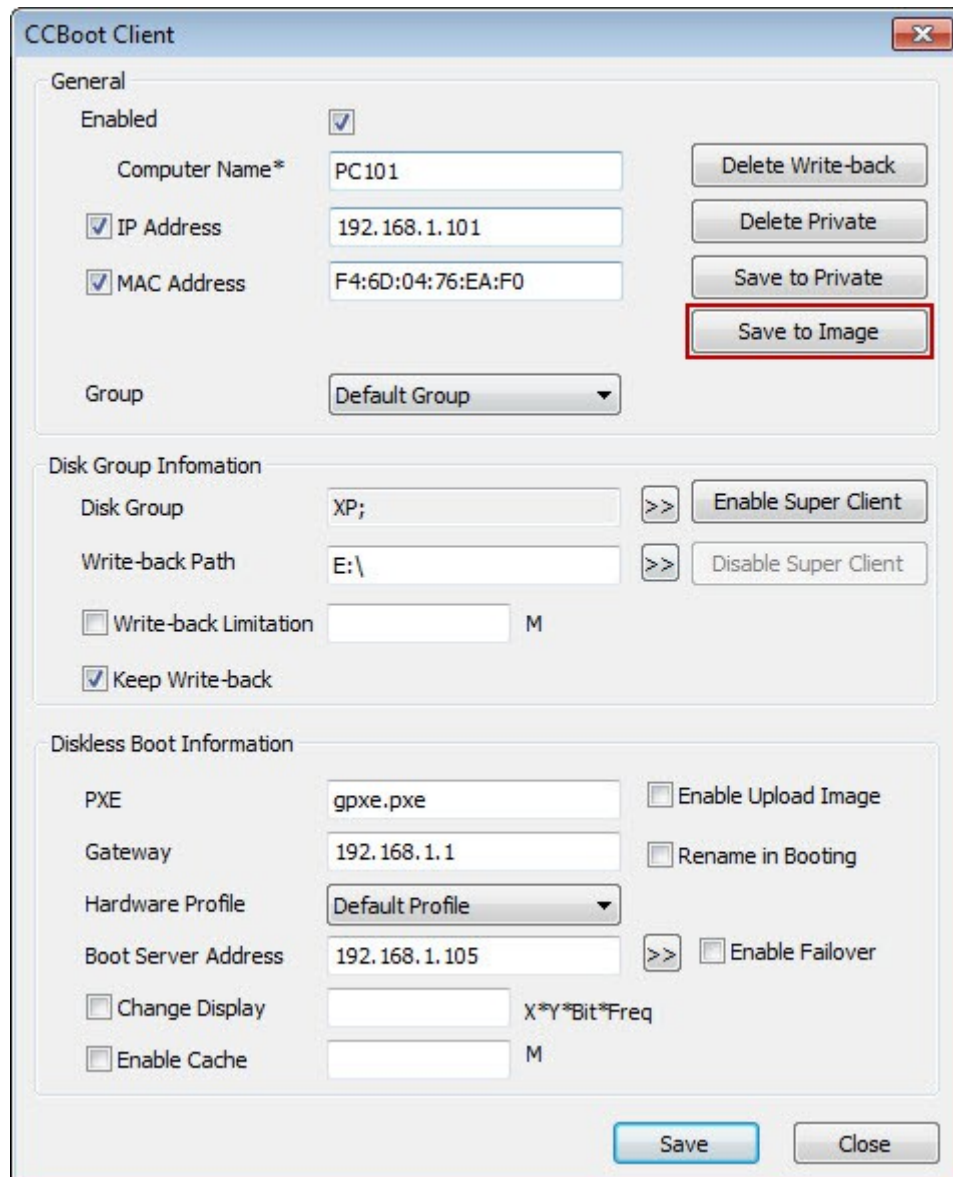 CCBoot Client
General
Enabled
Computer Name* PC101 Delete Write-back
IP Address 192.168.1.101 Delete Private
MAC Address F4:6D:04:76:EA:F0 Save to Private
Save to Image
Group Default Group
Disk Group Infomation
Disk Group XP; >> Enable Super Client
Write-back Path E:\ >> Disable Super Client
Write-back Limitation M
Keep Write-back
Diskless Boot Information
PXE gpxe.pxe Enable Upload Image
Gateway 192.168.1.1 Rename in Booting
Hardware Profile Default Profile
Boot Server Address 192.168.1.105 >> Enable Failover
Change Display X*Y*Bit*Freq
Enable Cache M
Save Close